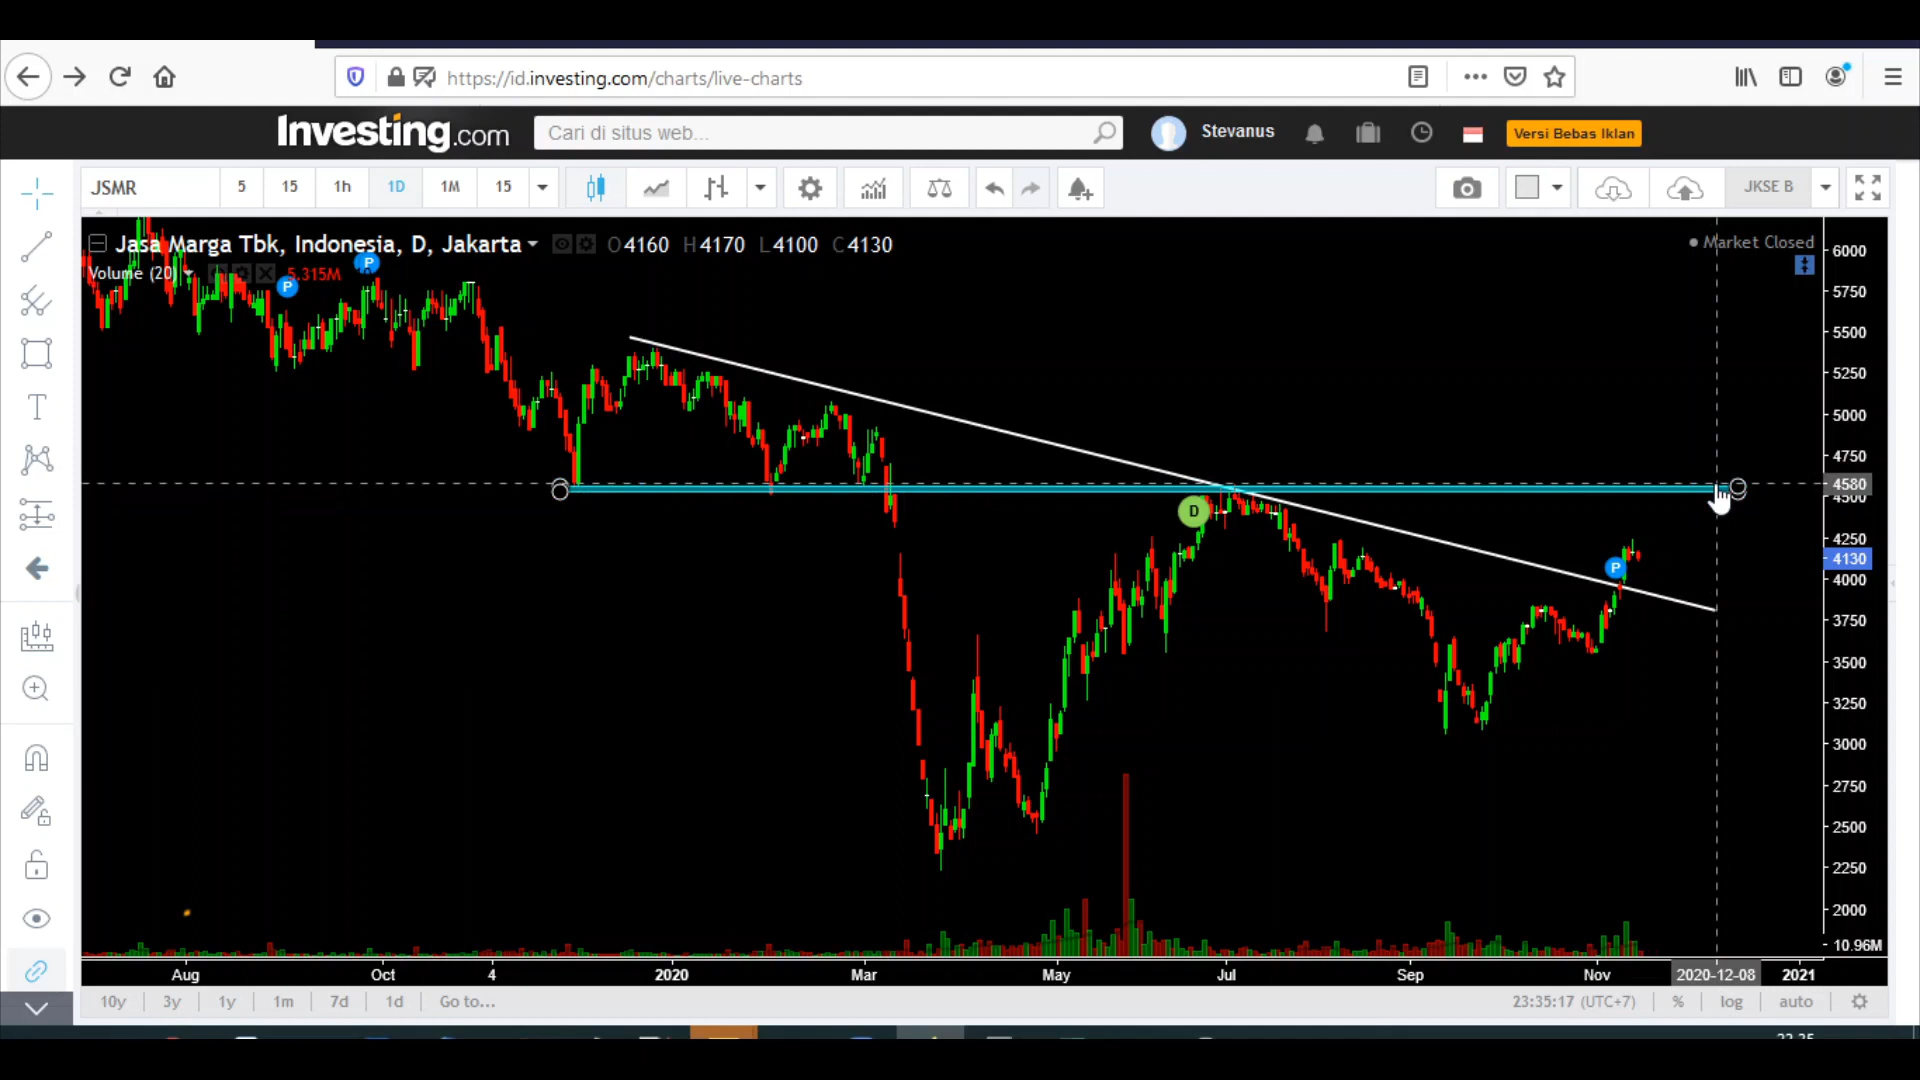 https://id.investing.com/charts/live-charts
Investing.com
Cari di situs web...
Stevanus
Versi Bebas Iklan
JSMR
5
15
1h
1D
1M
15
JKSE B
Jasa Marga Tbk, Indonesia, D, Jakarta
O4160 H4170 L4100 C4130
Market Closed
Volume (20)
5.315M
P
P
D
P
T
6000
5750
5500
5250
5000
4750
4580
4500
4250
4130
4000
3750
3500
3250
3000
2750
2500
2250
2000
10.96M
Aug
Oct
4
2020
Mar
May
Jul
Sep
Nov
2020-12-08
2021
10y
3y
1y
1m
7d
1d
Go to...
23:35:17 (UTC+7)
%
log
auto